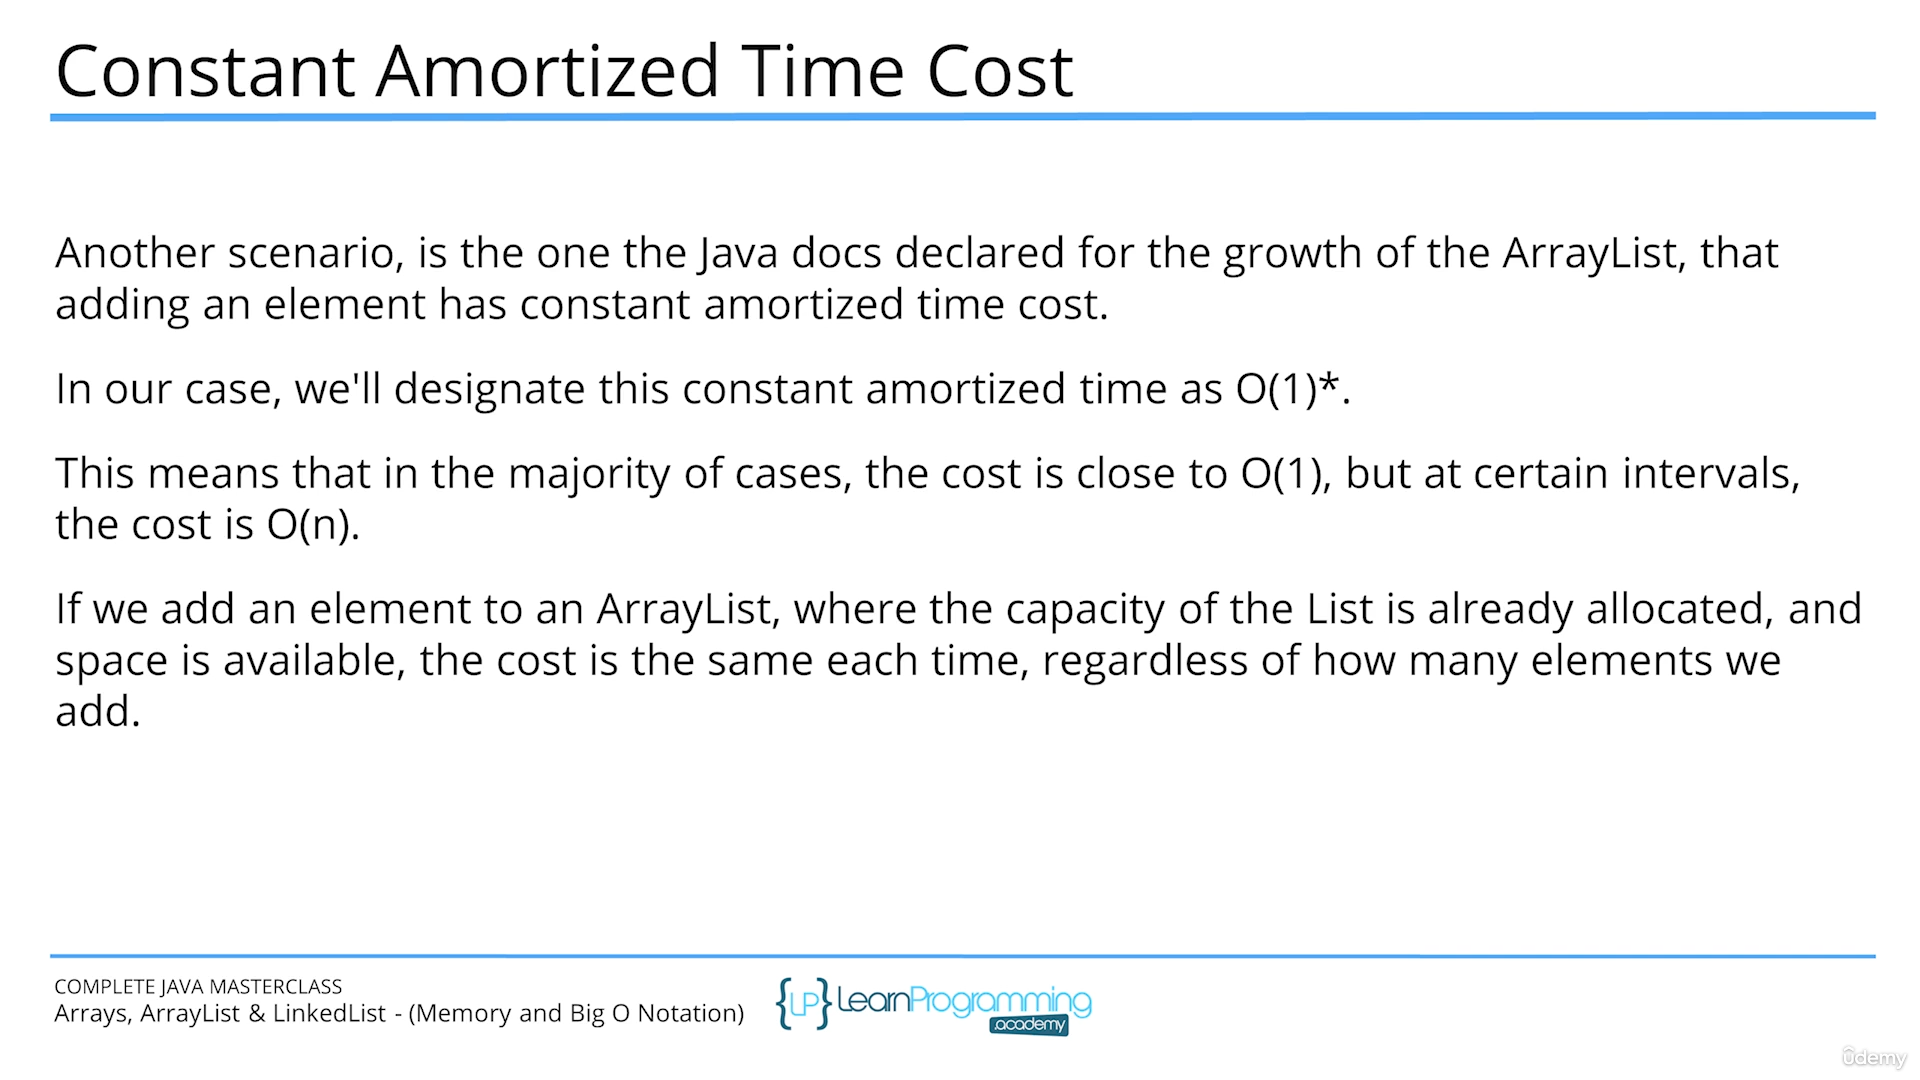 Constant Amortized Time Cost
Another scenario, is the one the Java docs declared for the growth of the ArrayList, that
adding an element has constant amortized time cost.
In our case, we'll designate this constant amortized time as O(1)*.
This means that in the majority of cases, the cost is close to O(1), but at certain intervals,
the cost is O(n).
If we add an element to an ArrayList, where the capacity of the List is already allocated, and
space is available, the cost is the same each time, regardless of how many elements we
add.
COMPLETE JAVA MASTERCLASS
Arrays, ArrayList & LinkedList - (Memory and Big O Notation)
{LP} LearnProgramming
.academy
ûdemy